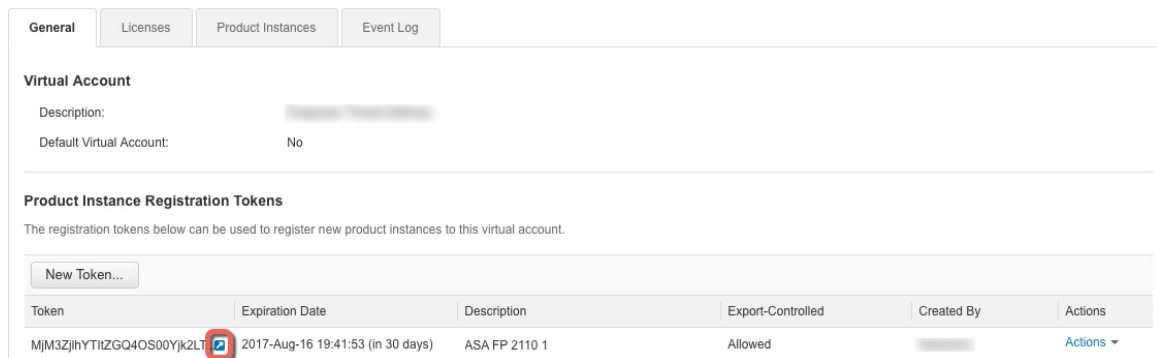 General Licenses Product Instances Event Log
Virtual Account
Description:
Default Virtual Account: No
Product Instance Registration Tokens
The registration tokens below can be used to register new product instances to this virtual account.
New Token...
Token Expiration Date Description Export-Controlled Created By Actions
MjM3ZjlhYTItZGQ4OS00Yjk2LT 2017-Aug-16 19:41:53 (in 30 days) ASA FP 2110 1 Allowed Actions